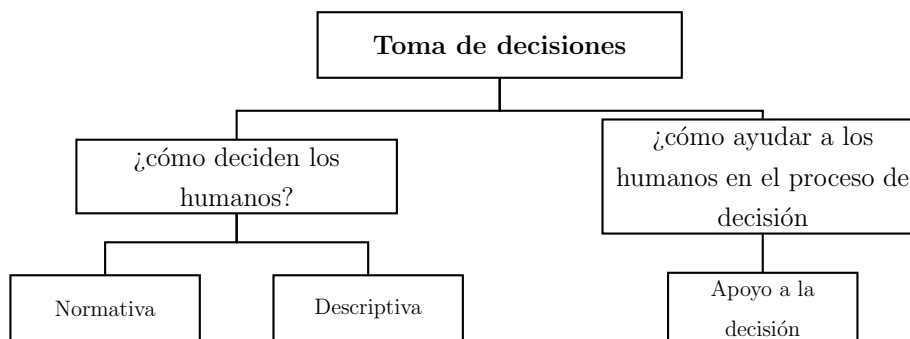 Toma de decisiones
¿cómo deciden los
humanos?
¿cómo ayudar a los
humanos en el proceso de
decisión
Normativa
Descriptiva
Apoyo a la
decisión